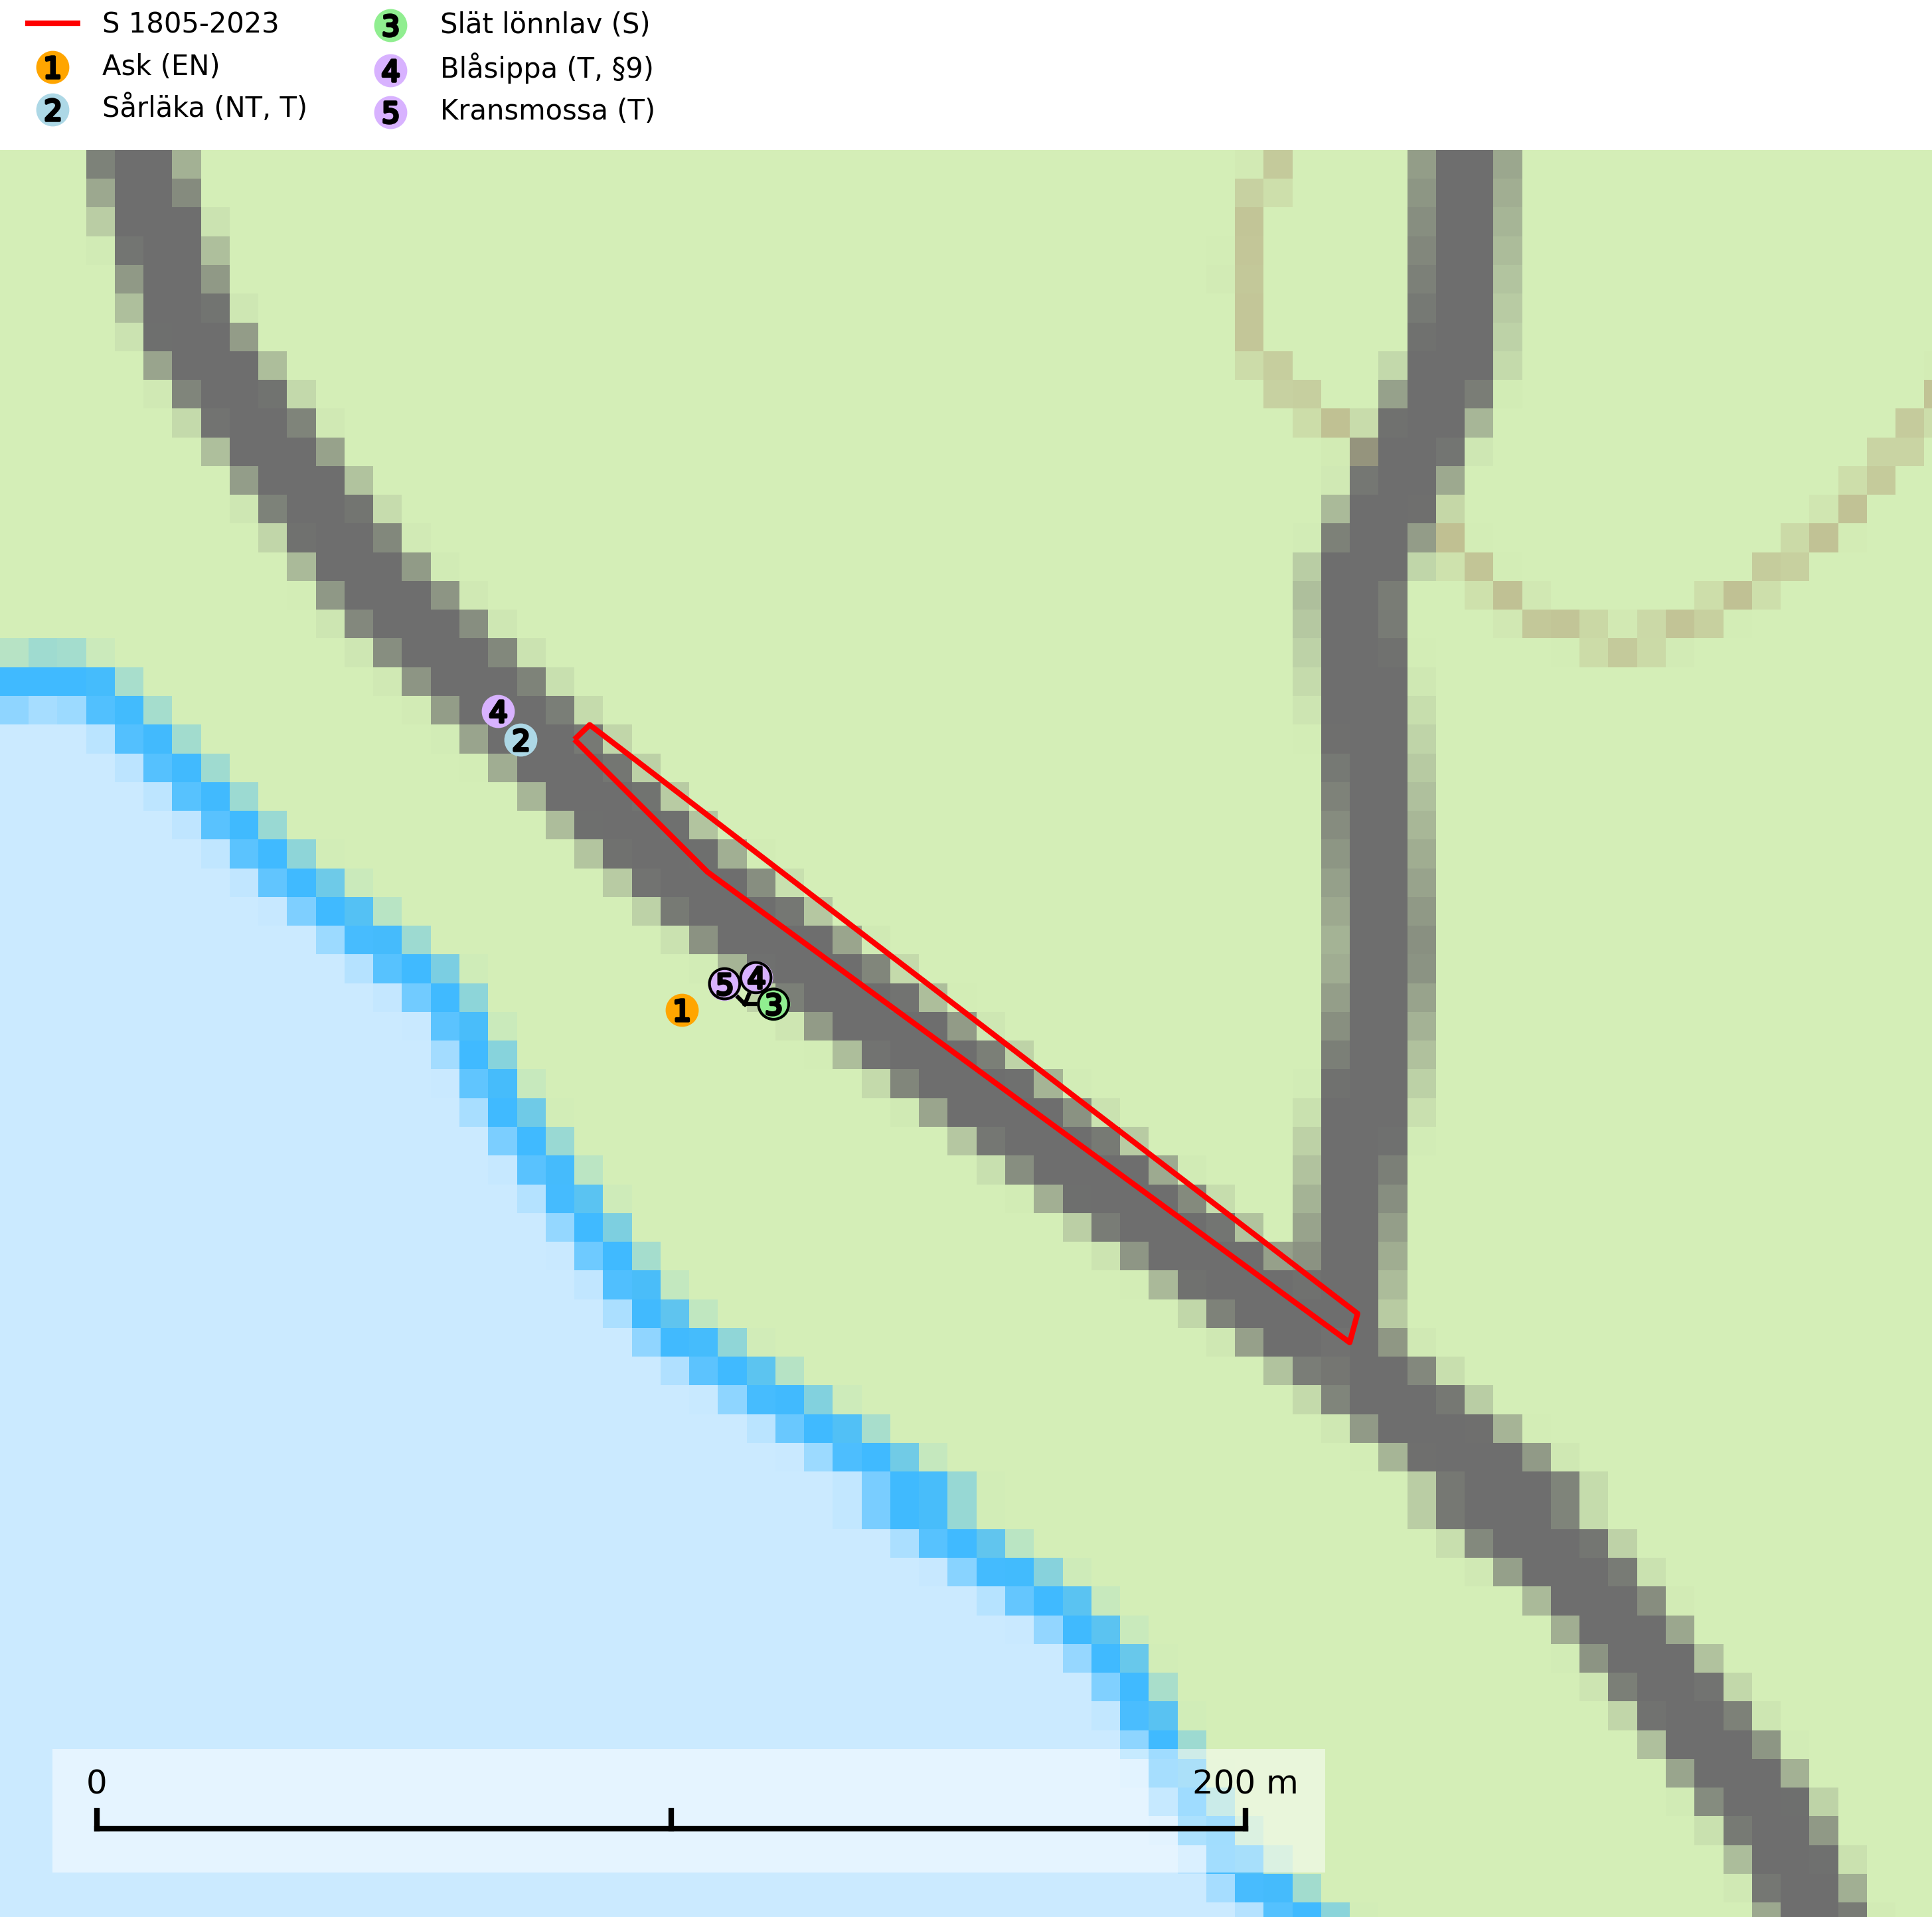 S 1805-2023
1 Ask (EN)
2 Sårläka (NT, T)
3 Slät lönnlav (S)
4 Blåsippa (T, §9)
5 Kransmossa (T)
4
2
5 4
3
1
0 200 m